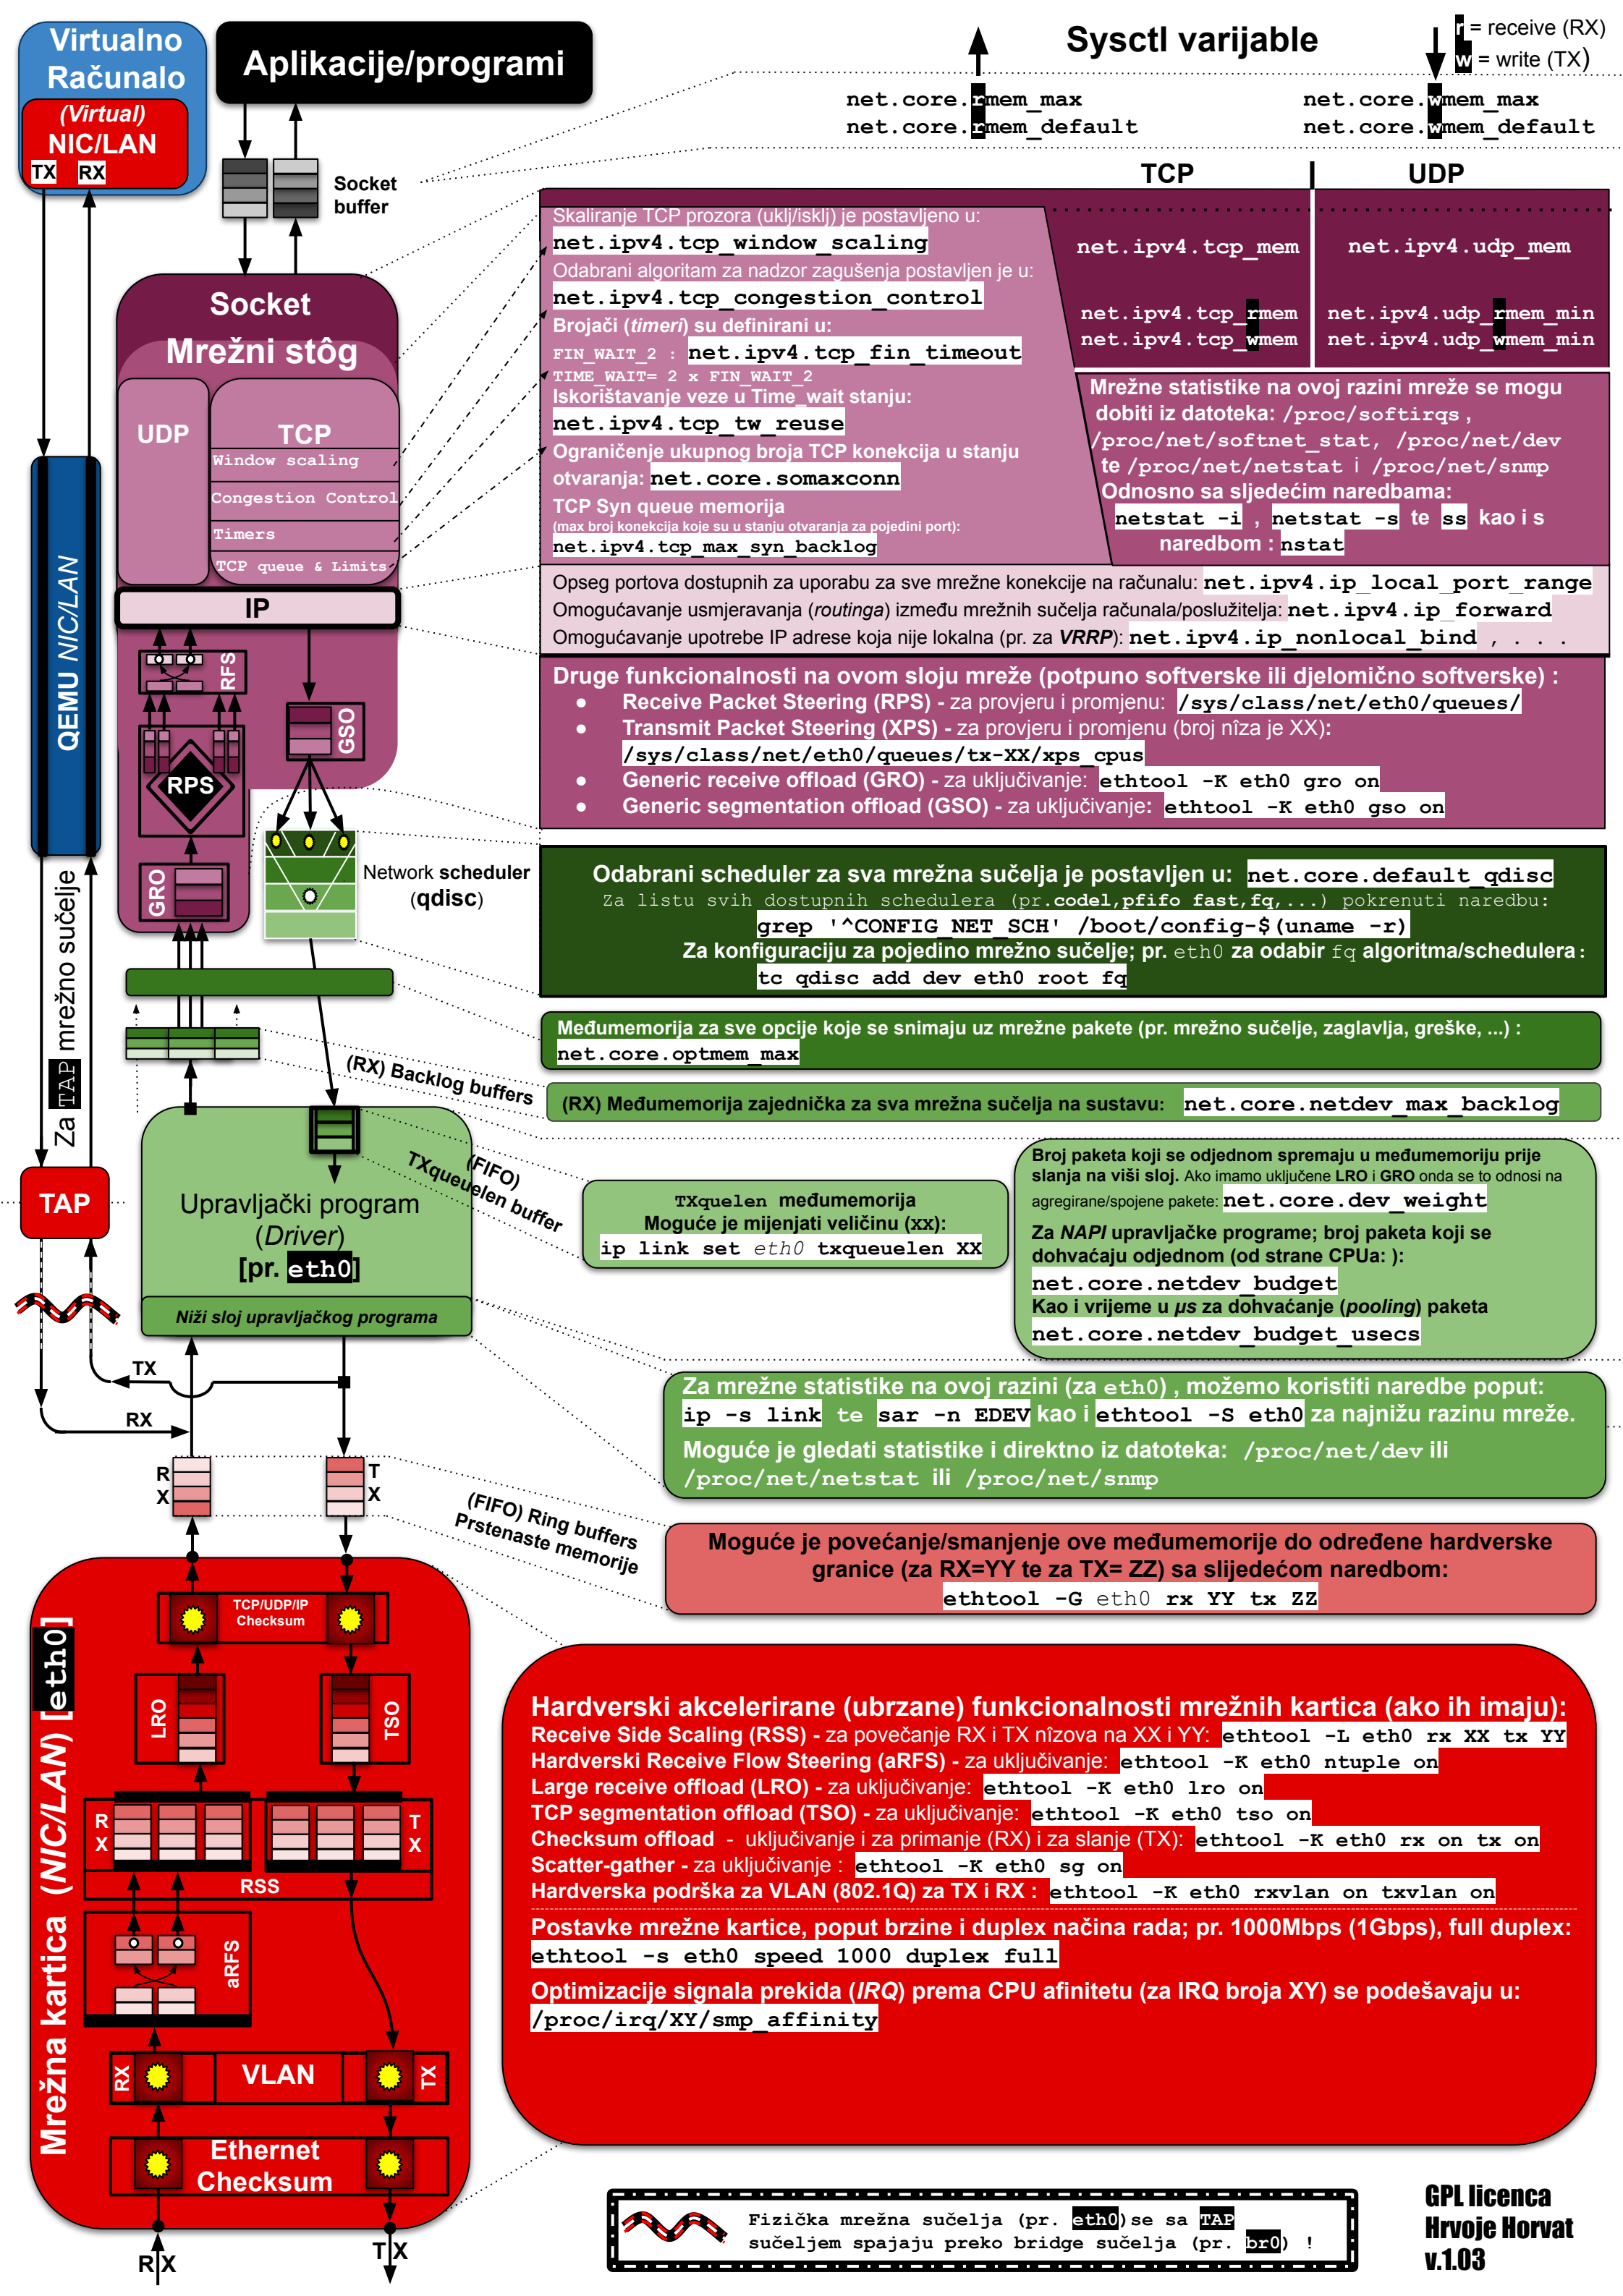 Virtualno
Računalo
(Virtual)
NIC/LAN
TX RX
Aplikacije/programi
Sysctl varijable
r = receive (RX)
w = write (TX)
net.core.rmem_max
net.core.rmem_default
net.core.wmem_max
net.core.wmem_default
Socket
buffer
TCP | UDP
Skaliranje TCP prozora (uklj/isklj) je postavljeno u:
net.ipv4.tcp_window_scaling
Odabrani algoritam za nadzor zagušenja postavljen je u:
net.ipv4.tcp_congestion_control
Brojači (timeri) su definirani u:
FIN_WAIT_2 : net.ipv4.tcp_fin_timeout
TIME_WAIT= 2 x FIN_WAIT_2
Iskorištavanje veze u Time_wait stanju:
net.ipv4.tcp_tw_reuse
Ograničenje ukupnog broja TCP konekcija u stanju
otvaranja: net.core.somaxconn
TCP Syn queue memorija
(max broj konekcija koje su u stanju otvaranja za pojedini port):
net.ipv4.tcp_max_syn_backlog
net.ipv4.tcp_mem
net.ipv4.udp_mem
net.ipv4.tcp_rmem
net.ipv4.tcp_wmem
net.ipv4.udp_rmem_min
net.ipv4.udp_wmem_min
Mrežne statistike na ovoj razini mreže se mogu
dobiti iz datoteka: /proc/softirqs ,
/proc/net/softnet_stat, /proc/net/dev
te /proc/net/netstat i /proc/net/snmp
Odnosno sa sljedećim naredbama:
netstat -i , netstat -s te ss kao i s
naredbom : nstat
Socket
Mrežni stôg
UDP
TCP
Window scaling
Congestion Control
Timers
TCP queue & Limits
IP
RFS
GSO
RPS
GRO
QEMU NIC/LAN
Za TAP mrežno sučelje
Opseg portova dostupnih za uporabu za sve mrežne konekcije na računalu: net.ipv4.ip_local_port_range
Omogućavanje usmjeravanja (routinga) između mrežnih sučelja računala/poslužitelja: net.ipv4.ip_forward
Omogućavanje upotrebe IP adrese koja nije lokalna (pr. za VRRP): net.ipv4.ip_nonlocal_bind , . . .
Druge funkcionalnosti na ovom sloju mreže (potpuno softverske ili djelomično softverske) :
● Receive Packet Steering (RPS) - za provjeru i promjenu: /sys/class/net/eth0/queues/
● Transmit Packet Steering (XPS) - za provjeru i promjenu (broj nîza je XX):
/sys/class/net/eth0/queues/tx-XX/xps_cpus
● Generic receive offload (GRO) - za uključivanje: ethtool -K eth0 gro on
● Generic segmentation offload (GSO) - za uključivanje: ethtool -K eth0 gso on
Network scheduler
(qdisc)
Odabrani scheduler za sva mrežna sučelja je postavljen u: net.core.default_qdisc
Za listu svih dostupnih schedulera (pr.codel,pfifo fast,fq,...) pokrenuti naredbu:
grep '^CONFIG_NET_SCH' /boot/config-$(uname -r)
Za konfiguraciju za pojedino mrežno sučelje; pr. eth0 za odabir fq algoritma/schedulera:
tc qdisc add dev eth0 root fq
Međumemorija za sve opcije koje se snimaju uz mrežne pakete (pr. mrežno sučelje, zaglavlja, greške, ...) :
net.core.optmem_max
(RX) Backlog buffers
(RX) Međumemorija zajednička za sva mrežna sučelja na sustavu: net.core.netdev_max_backlog
(FIFO)
TXqueuelen buffer
TXquelen međumemorija
Moguće je mijenjati veličinu (XX):
ip link set eth0 txqueuelen XX
Broj paketa koji se odjednom spremaju u međumemoriju prije
slanja na viši sloj. Ako imamo uključene LRO i GRO onda se to odnosi na
agregirane/spojene pakete: net.core.dev_weight
Za NAPI upravljačke programe; broj paketa koji se
dohvaćaju odjednom (od strane CPUa: ):
net.core.netdev_budget
Kao i vrijeme u µs za dohvaćanje (pooling) paketa
net.core.netdev_budget_usecs
TAP
Upravljački program
(Driver)
[pr. eth0]
Niži sloj upravljačkog programa
TX
RX
Za mrežne statistike na ovoj razini (za eth0) , možemo koristiti naredbe poput:
ip -s link te sar -n EDEV kao i ethtool -S eth0 za najnižu razinu mreže.
Moguće je gledati statistike i direktno iz datoteka: /proc/net/dev ili
/proc/net/netstat ili /proc/net/snmp
RX
TX
(FIFO) Ring buffers
Prstenaste memorije
Moguće je povećanje/smanjenje ove međumemorije do određene hardverske
granice (za RX=YY te za TX= ZZ) sa slijedećom naredbom:
ethtool -G eth0 rx YY tx ZZ
Mrežna kartica (NIC/LAN) [eth0]
TCP/UDP/IP
Checksum
LRO
TSO
RX
TX
RSS
aRFS
RX
VLAN
TX
Ethernet
Checksum
RX
TX
Hardverski akcelerirane (ubrzane) funkcionalnosti mrežnih kartica (ako ih imaju):
Receive Side Scaling (RSS) - za povečanje RX i TX nîzova na XX i YY: ethtool -L eth0 rx XX tx YY
Hardverski Receive Flow Steering (aRFS) - za uključivanje: ethtool -K eth0 ntuple on
Large receive offload (LRO) - za uključivanje: ethtool -K eth0 lro on
TCP segmentation offload (TSO) - za uključivanje: ethtool -K eth0 tso on
Checksum offload - uključivanje i za primanje (RX) i za slanje (TX): ethtool -K eth0 rx on tx on
Scatter-gather - za uključivanje : ethtool -K eth0 sg on
Hardverska podrška za VLAN (802.1Q) za TX i RX : ethtool -K eth0 rxvlan on txvlan on
Postavke mrežne kartice, poput brzine i duplex načina rada; pr. 1000Mbps (1Gbps), full duplex:
ethtool -s eth0 speed 1000 duplex full
Optimizacije signala prekida (IRQ) prema CPU afinitetu (za IRQ broja XY) se podešavaju u:
/proc/irq/XY/smp_affinity
Fizička mrežna sučelja (pr. eth0)se sa TAP
sučeljem spajaju preko bridge sučelja (pr. br0) !
GPL licenca
Hrvoje Horvat
v.1.03